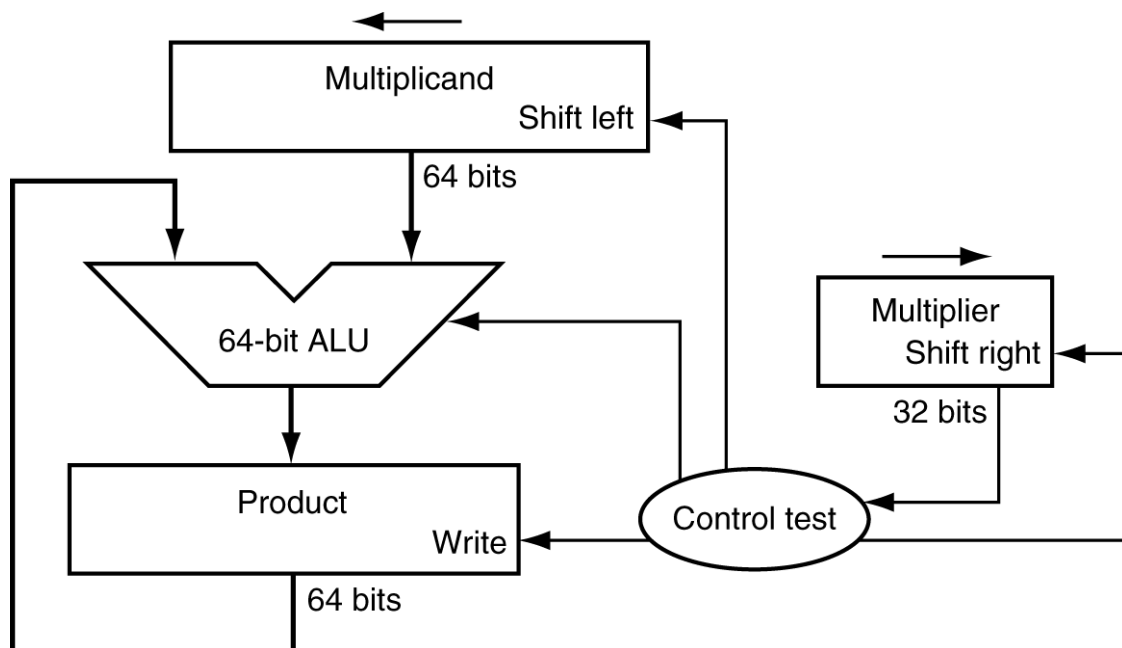 Multiplicand
Shift left
64 bits
64-bit ALU
Multiplier
Shift right
32 bits
Product
Write
Control test
64 bits